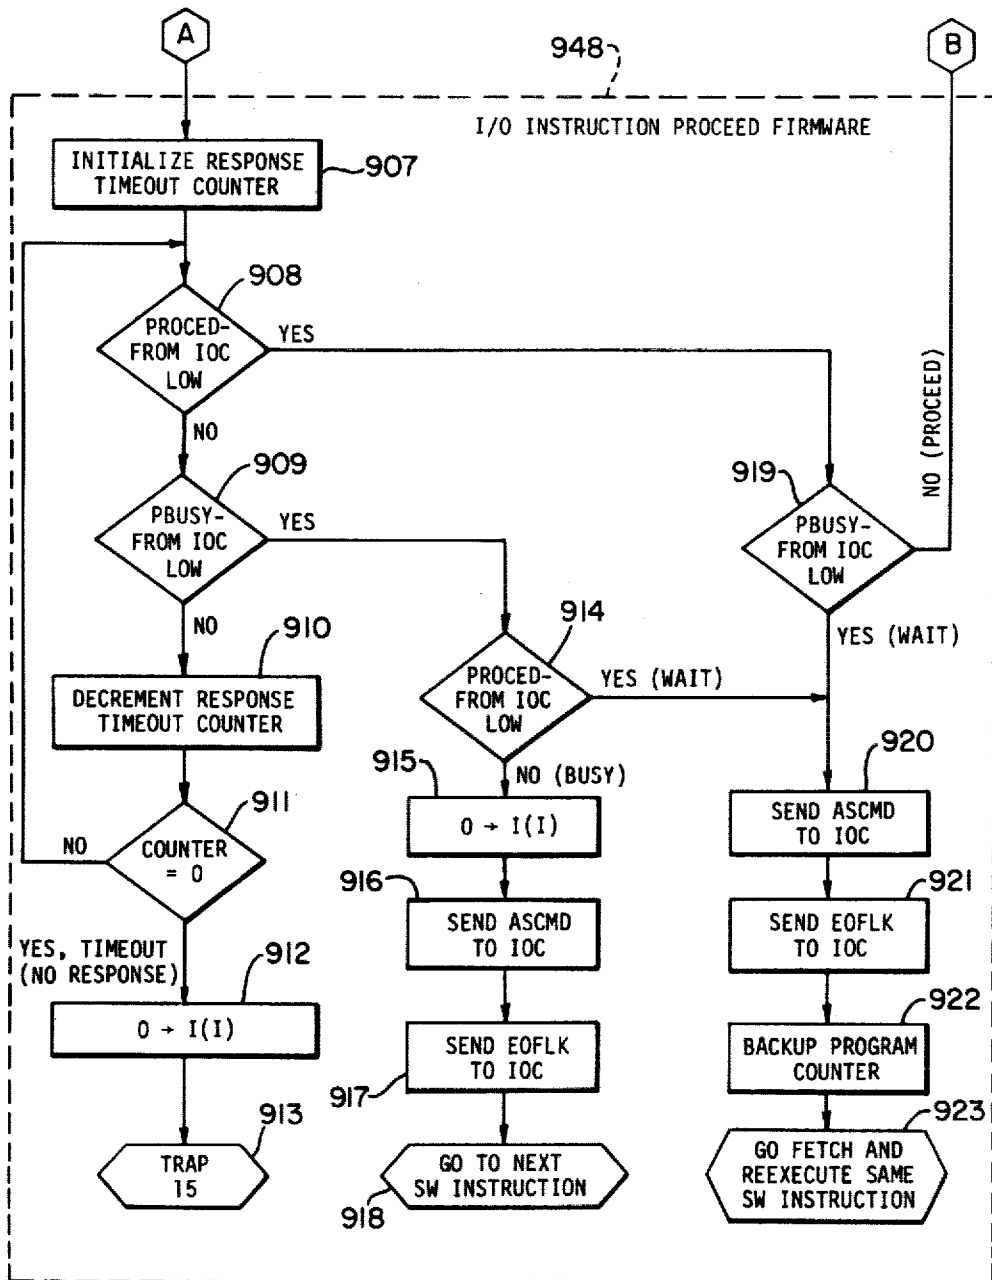 A
948
B
I/O INSTRUCTION PROCEED FIRMWARE
INITIALIZE RESPONSE
TIMEOUT COUNTER
907
908
PROCED-
FROM IOC
LOW
YES
NO
909
PBUSY-
FROM IOC
LOW
YES
NO
919
PBUSY-
FROM IOC
LOW
NO (PROCEED)
YES (WAIT)
910
DECREMENT RESPONSE
TIMEOUT COUNTER
914
PROCED-
FROM IOC
LOW
YES (WAIT)
NO (BUSY)
911
COUNTER
= 0
NO
YES, TIMEOUT
(NO RESPONSE)
912
0 → I(I)
913
TRAP
15
915
0 → I(I)
916
SEND ASCMD
TO IOC
SEND EOFLK
TO IOC
917
GO TO NEXT
SW INSTRUCTION
918
920
SEND ASCMD
TO IOC
921
SEND EOFLK
TO IOC
922
BACKUP PROGRAM
COUNTER
923
GO FETCH AND
REEXECUTE SAME
SW INSTRUCTION